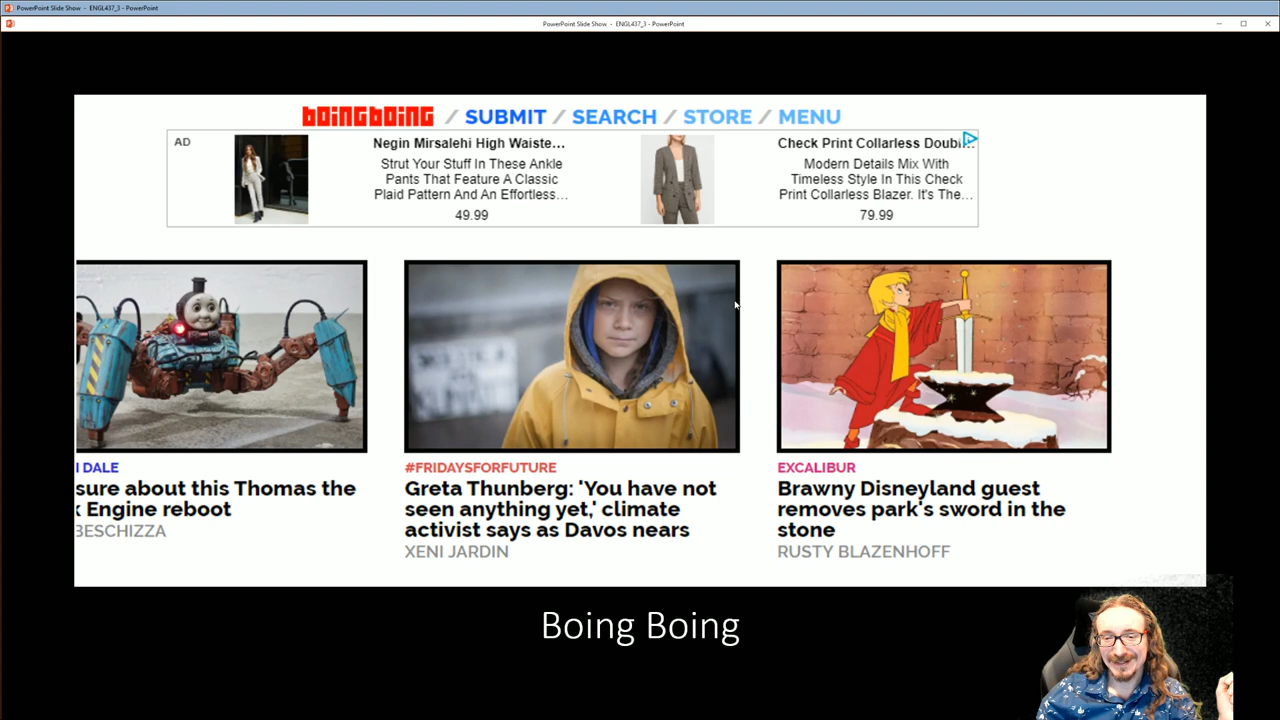 PowerPoint Slide Show - ENGL437_3 - PowerPoint
PowerPoint Slide Show - ENGL437_3 - PowerPoint
boingboing / SUBMIT / SEARCH / STORE / MENU
AD
Negin Mirsalehi High Waiste...
Strut Your Stuff In These Ankle
Pants That Feature A Classic
Plaid Pattern And An Effortless...
49.99
Check Print Collarless Doubl...
Modern Details Mix With
Timeless Style In This Check
Print Collarless Blazer. It's The...
79.99
I DALE
sure about this Thomas the
k Engine reboot
BESCHIZZA
#FRIDAYSFORFUTURE
Greta Thunberg: 'You have not
seen anything yet,' climate
activist says as Davos nears
XENI JARDIN
EXCALIBUR
Brawny Disneyland guest
removes park's sword in the
stone
RUSTY BLAZENHOFF
Boing Boing